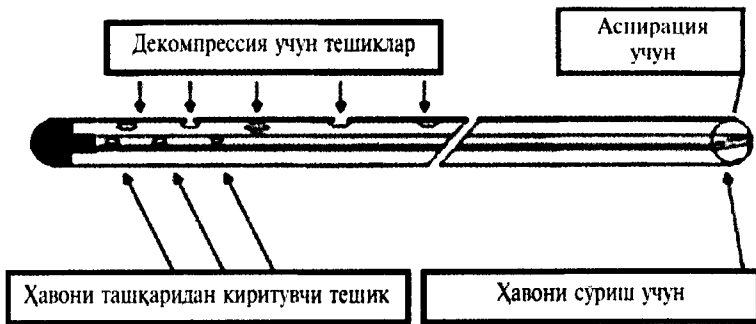 Декомпрессия учун тешиклар
Аспирация
учун
Ҳавони ташқаридан киритувчи тешик
Ҳавони сўриш учун